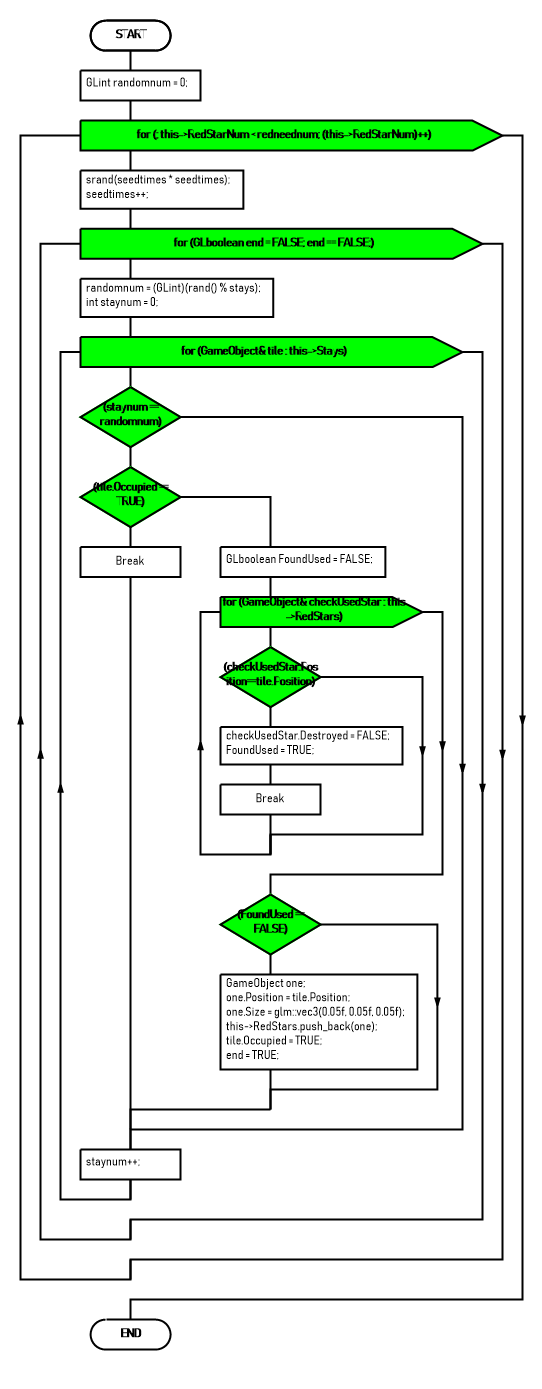 START
GLint randomnum = 0;
for (; this->RedStarNum < redneednum; (this->RedStarNum)++)
srand(seedtimes * seedtimes);
seedtimes++;
for (GLboolean end = FALSE; end == FALSE;)
randomnum = (GLint)(rand() % stays);
int staynum = 0;
for (GameObject& tile : this->Stays)
(staynum ==
randomnum)
(tile.Occupied ==
TRUE)
Break
GLboolean FoundUsed = FALSE;
for (GameObject& checkUsedStar : this
->RedStars)
(checkUsedStar.Pos
ition==tile.Position)
checkUsedStar.Destroyed = FALSE;
FoundUsed = TRUE;
Break
(FoundUsed ==
FALSE)
GameObject one;
one.Position = tile.Position;
one.Size = glm::vec3(0.05f, 0.05f, 0.05f);
this->RedStars.push_back(one);
tile.Occupied = TRUE;
end = TRUE;
staynum++;
END